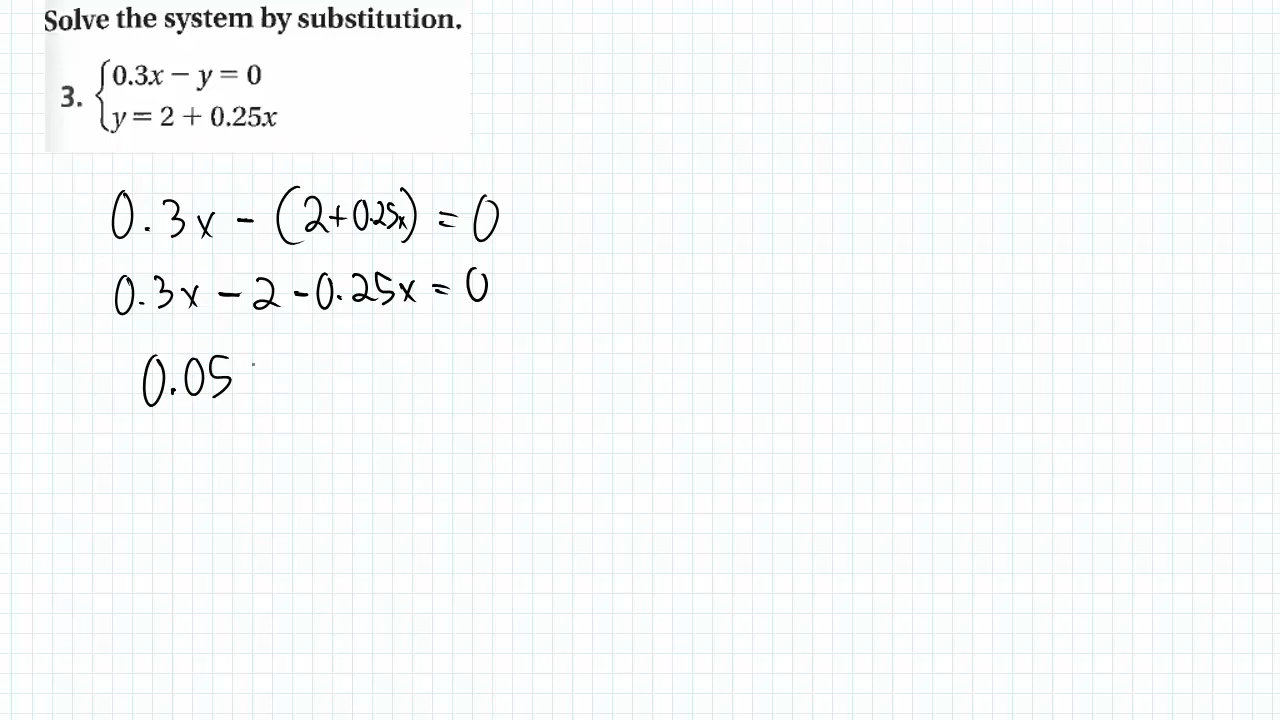 Solve the system by substitution.
3. {0.3x − y = 0
y = 2 + 0.25x
0.3x - (2+0.25x) = 0
0.3x - 2 - 0.25x = 0
0.05